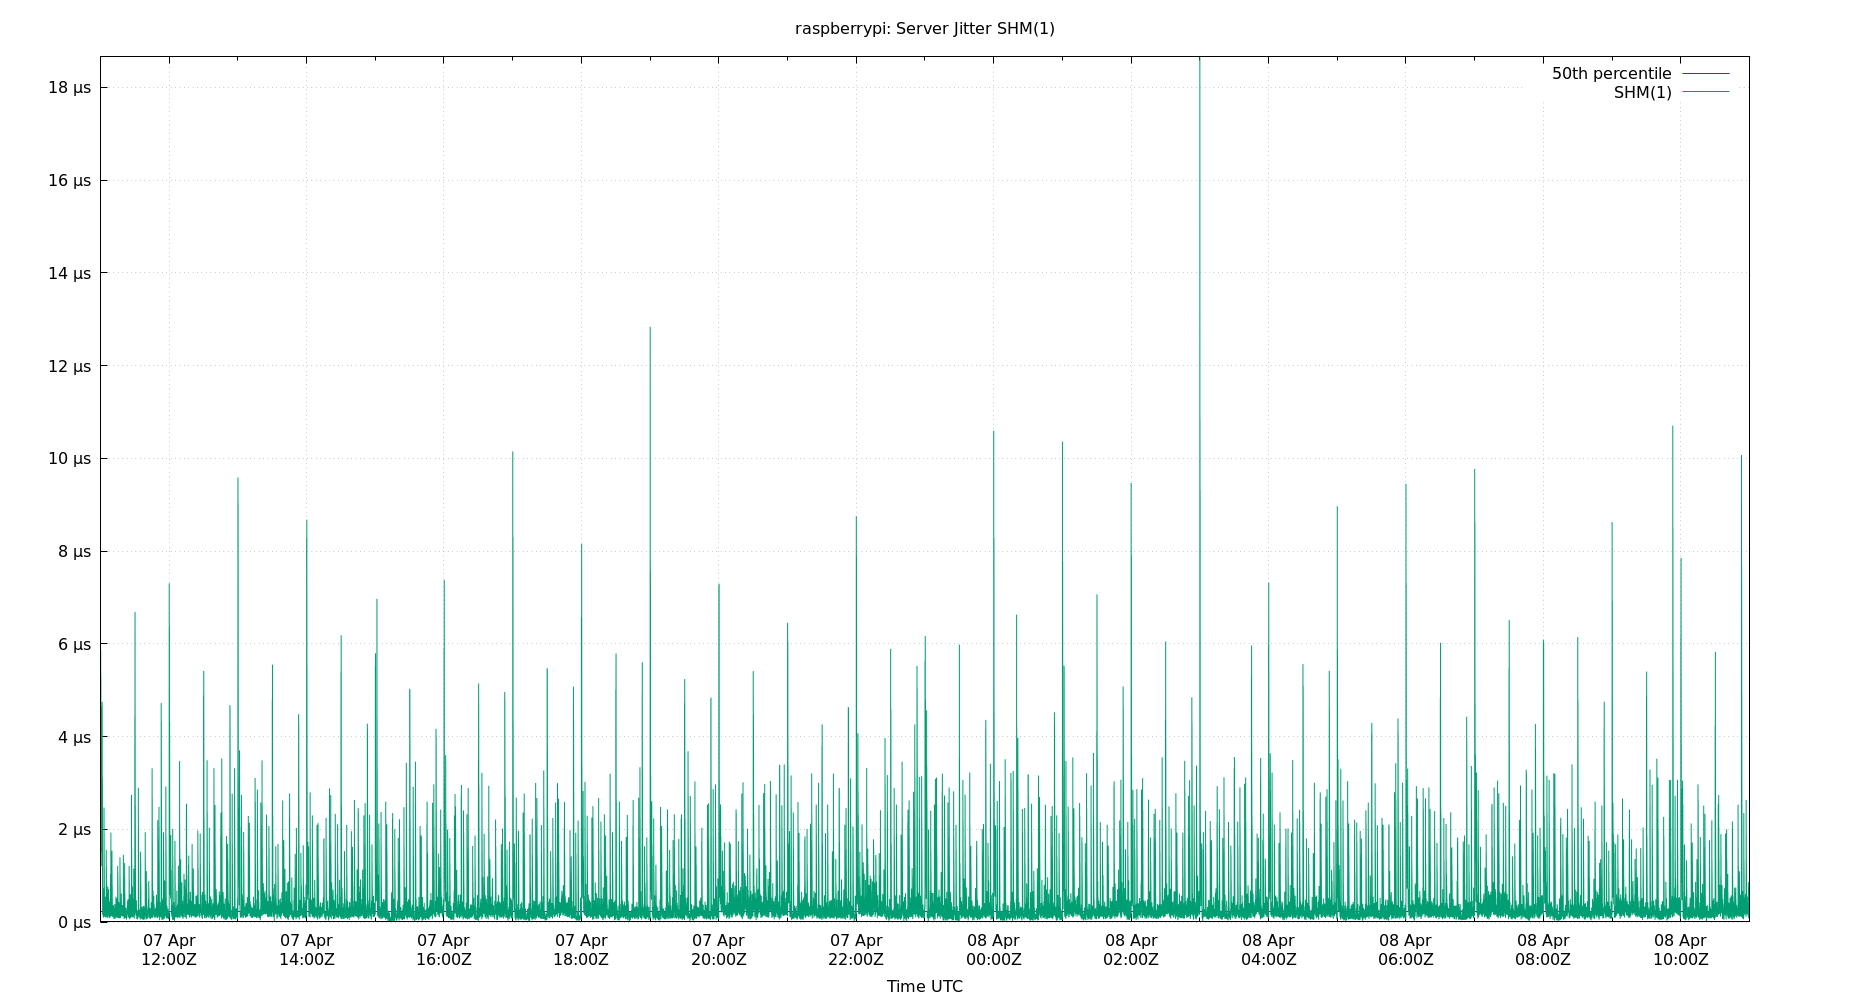 raspberrypi: Server Jitter SHM(1)
50th percentile
SHM(1)
18 µs
16 µs
14 µs
12 µs
10 µs
8 µs
6 µs
4 µs
2 µs
0 µs
07 Apr 07 Apr 07 Apr 07 Apr 07 Apr 07 Apr 08 Apr 08 Apr 08 Apr 08 Apr 08 Apr 08 Apr
12:00Z 14:00Z 16:00Z 18:00Z 20:00Z 22:00Z 00:00Z 02:00Z 04:00Z 06:00Z 08:00Z 10:00Z
Time UTC